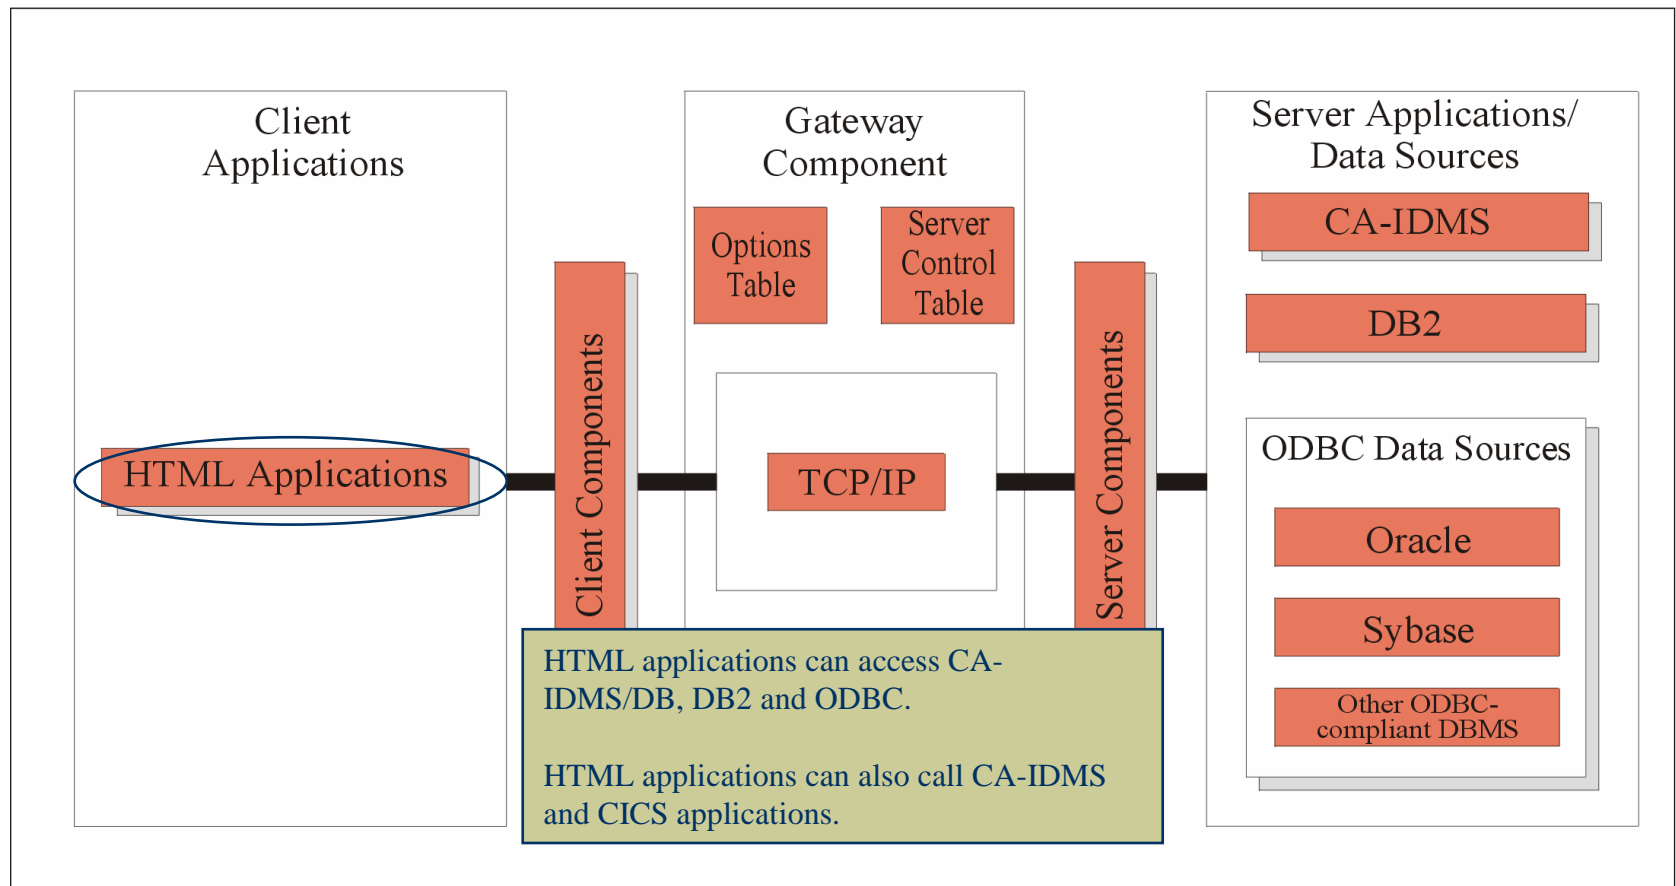 Client
Applications
HTML Applications
Client Components
Gateway
Component
Options
Table
Server
Control
Table
TCP/IP
Server Components
Server Applications/
Data Sources
CA-IDMS
DB2
ODBC Data Sources
Oracle
Sybase
Other ODBC-
compliant DBMS
HTML applications can access CA-
IDMS/DB, DB2 and ODBC.
HTML applications can also call CA-IDMS
and CICS applications.